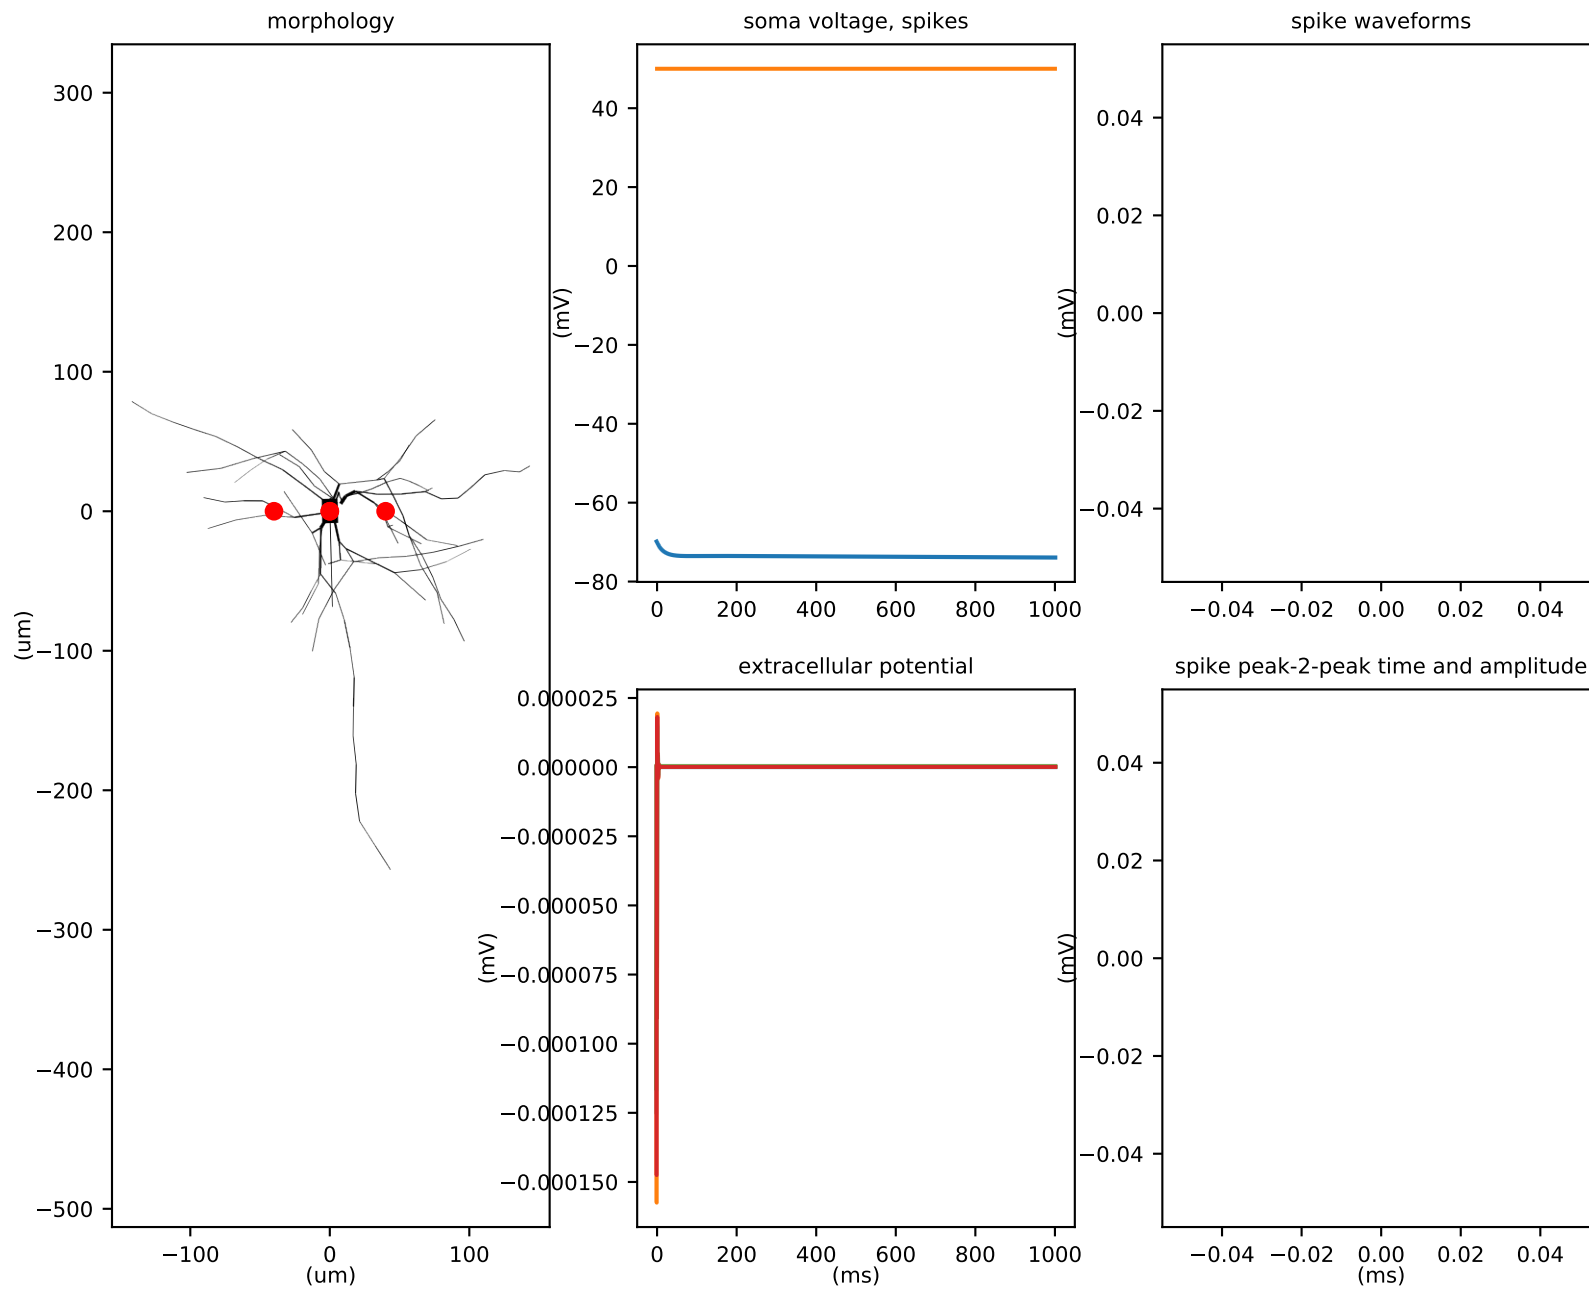 morphology
300
200
100
0
−100
−200
−300
−400
−500
(um)
−100 0 100
(um)
soma voltage, spikes
40
20
0
−20
−40
−60
−80
(mV)
0 200 400 600 800 1000
spike waveforms
0.04
0.02
0.00
−0.02
−0.04
(mV)
−0.04 −0.02 0.00 0.02 0.04
extracellular potential
0.000025
0.000000
−0.000025
−0.000050
−0.000075
−0.000100
−0.000125
−0.000150
(mV)
0 200 400 600 800 1000
(ms)
spike peak-2-peak time and amplitude
0.04
0.02
0.00
−0.02
−0.04
(mV)
−0.04 −0.02 0.00 0.02 0.04
(ms)